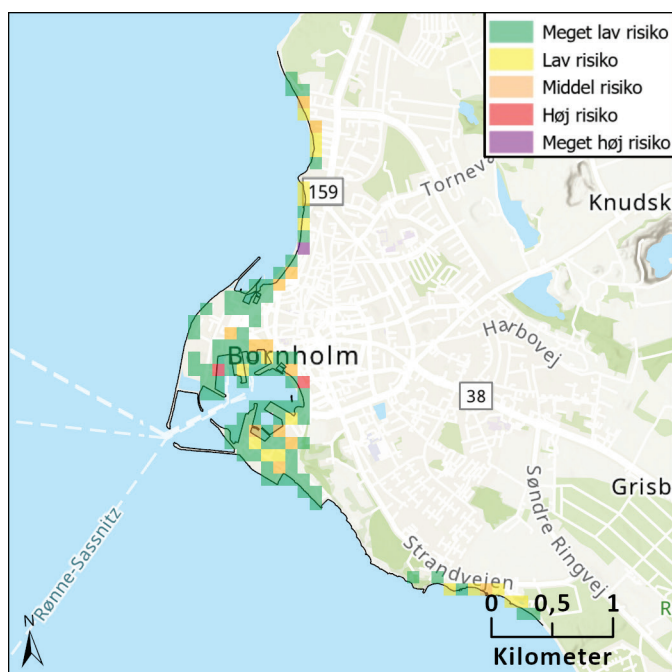 Meget lav risiko
Lav risiko
Middel risiko
Høj risiko
Meget høj risiko
159
Torneva
Knudsk
Harbovej
Bornholm
38
Grisb
Søndre Ringvej
Strandvejen
Rønne-Sassnitz
R
N
0 0,5 1
Kilometer